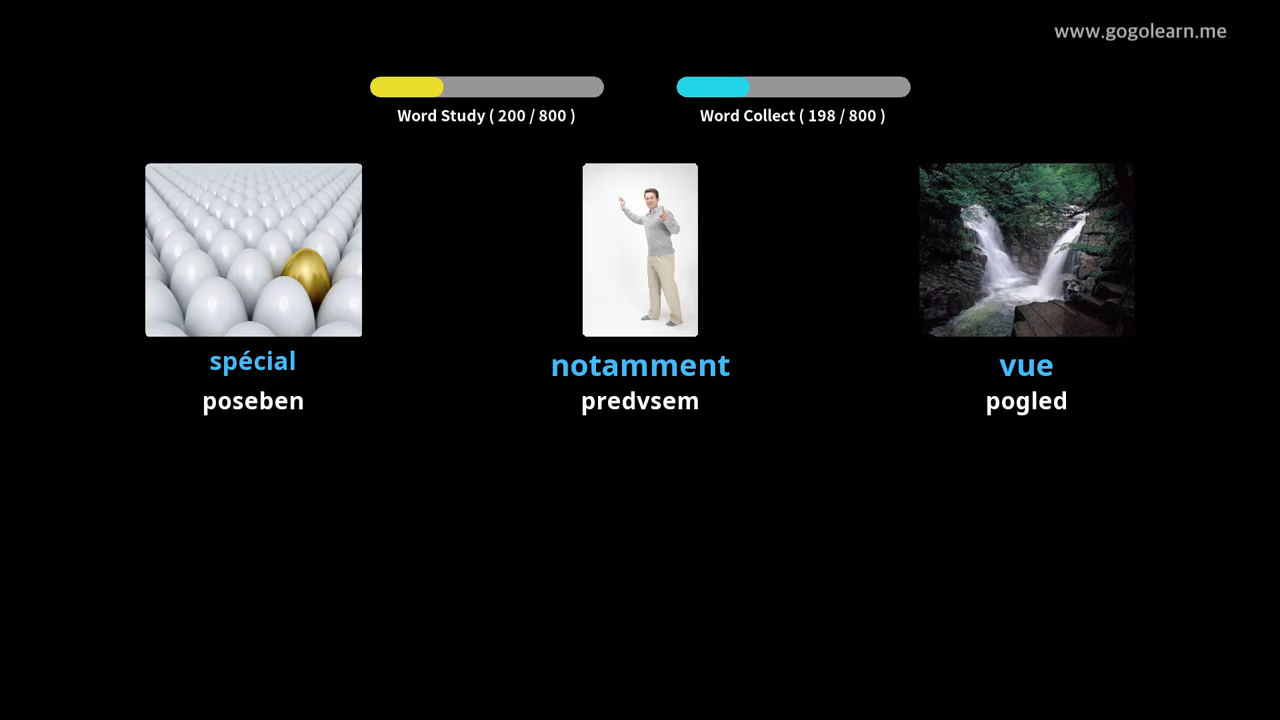 www.gogolearn.me
Word Study ( 200 / 800 )
Word Collect ( 198 / 800 )
spécial
poseben
notamment
predvsem
vue
pogled